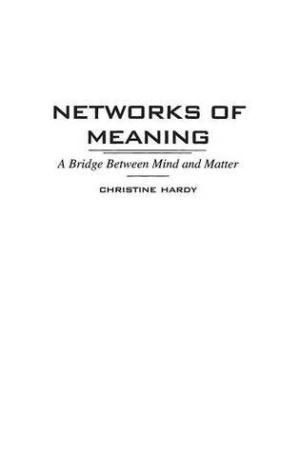 NETWORKS OF
MEANING
A Bridge Between Mind and Matter
CHRISTINE HARDY